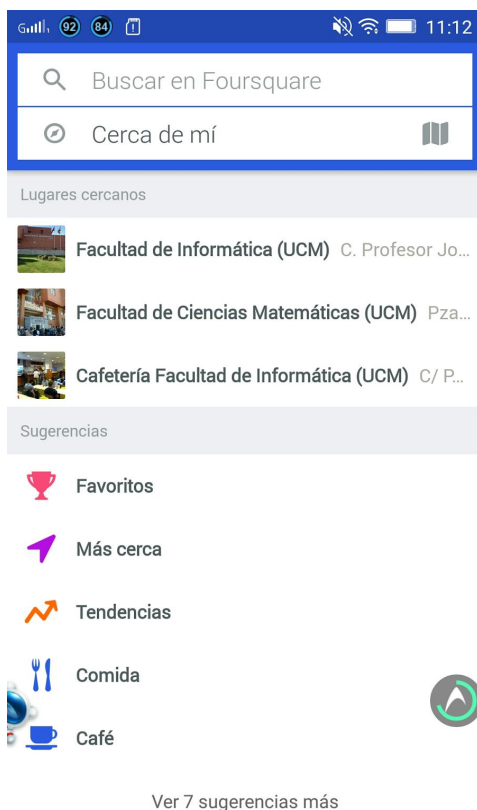 G 92 84 11:12
Buscar en Foursquare
Cerca de mí
Lugares cercanos
Facultad de Informática (UCM) C. Profesor Jo...
Facultad de Ciencias Matemáticas (UCM) Pza...
Cafetería Facultad de Informática (UCM) C/ P...
Sugerencias
Favoritos
Más cerca
Tendencias
Comida
Café
Ver 7 sugerencias más